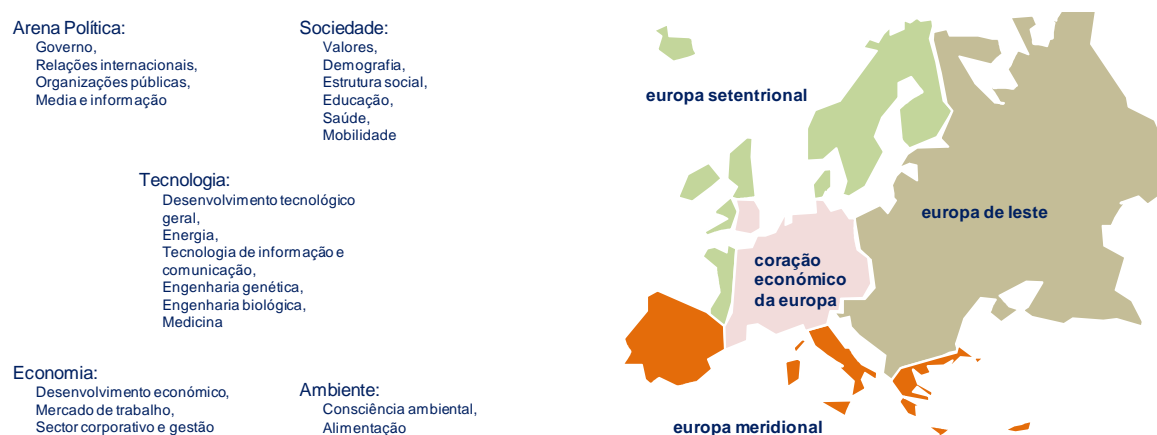 Arena Política:
Governo,
Relações internacionais,
Organizações públicas,
Media e informação
Sociedade:
Valores,
Demografia,
Estrutura social,
Educação,
Saúde,
Mobilidade
Tecnologia:
Desenvolvimento tecnológico
geral,
Energia,
Tecnologia de informação e
comunicação,
Engenharia genética,
Engenharia biológica,
Medicina
Economia:
Desenvolvimento económico,
Mercado de trabalho,
Sector corporativo e gestão
Ambiente:
Consciência ambiental,
Alimentação
europa setentrional
europa de leste
coração
económico
da europa
europa meridional